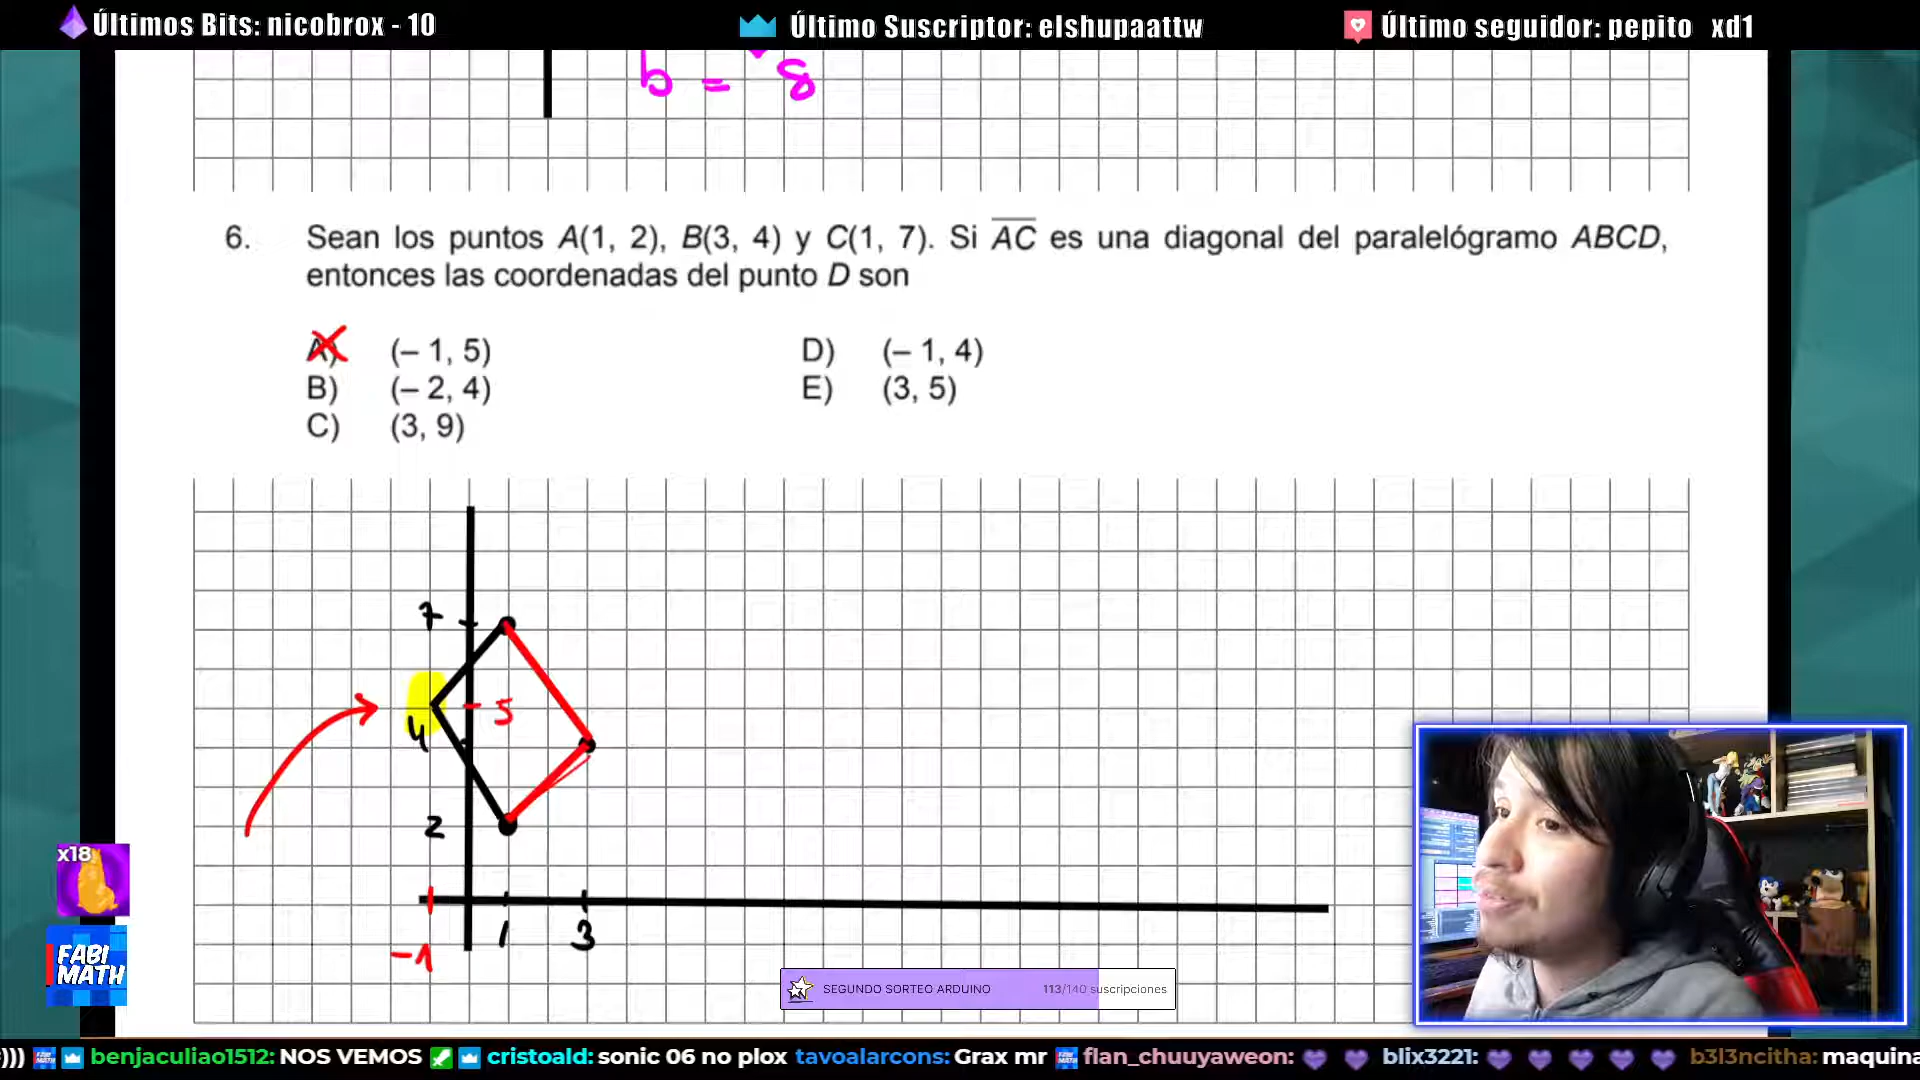 Últimos Bits: nicobrox - 10
Último Suscriptor: elshupaattw
Último seguidor: pepito_xd1
b = 8
6. Sean los puntos A(1, 2), B(3, 4) y C(1, 7). Si AC es una diagonal del paralelógramo ABCD,
entonces las coordenadas del punto D son
A) (– 1, 5)
D) (– 1, 4)
B) (– 2, 4)
E) (3, 5)
C) (3, 9)
7
5
4
2
1
3
-1
x18
FABI
MATH
SEGUNDO SORTEO ARDUINO 113/140 suscripciones
:))) benjaculiao1512: NOS VEMOS cristoald: sonic 06 no plox tavoalarcons: Grax mr flan_chuuyaweon: blix3221: b3l3ncitha: maquina